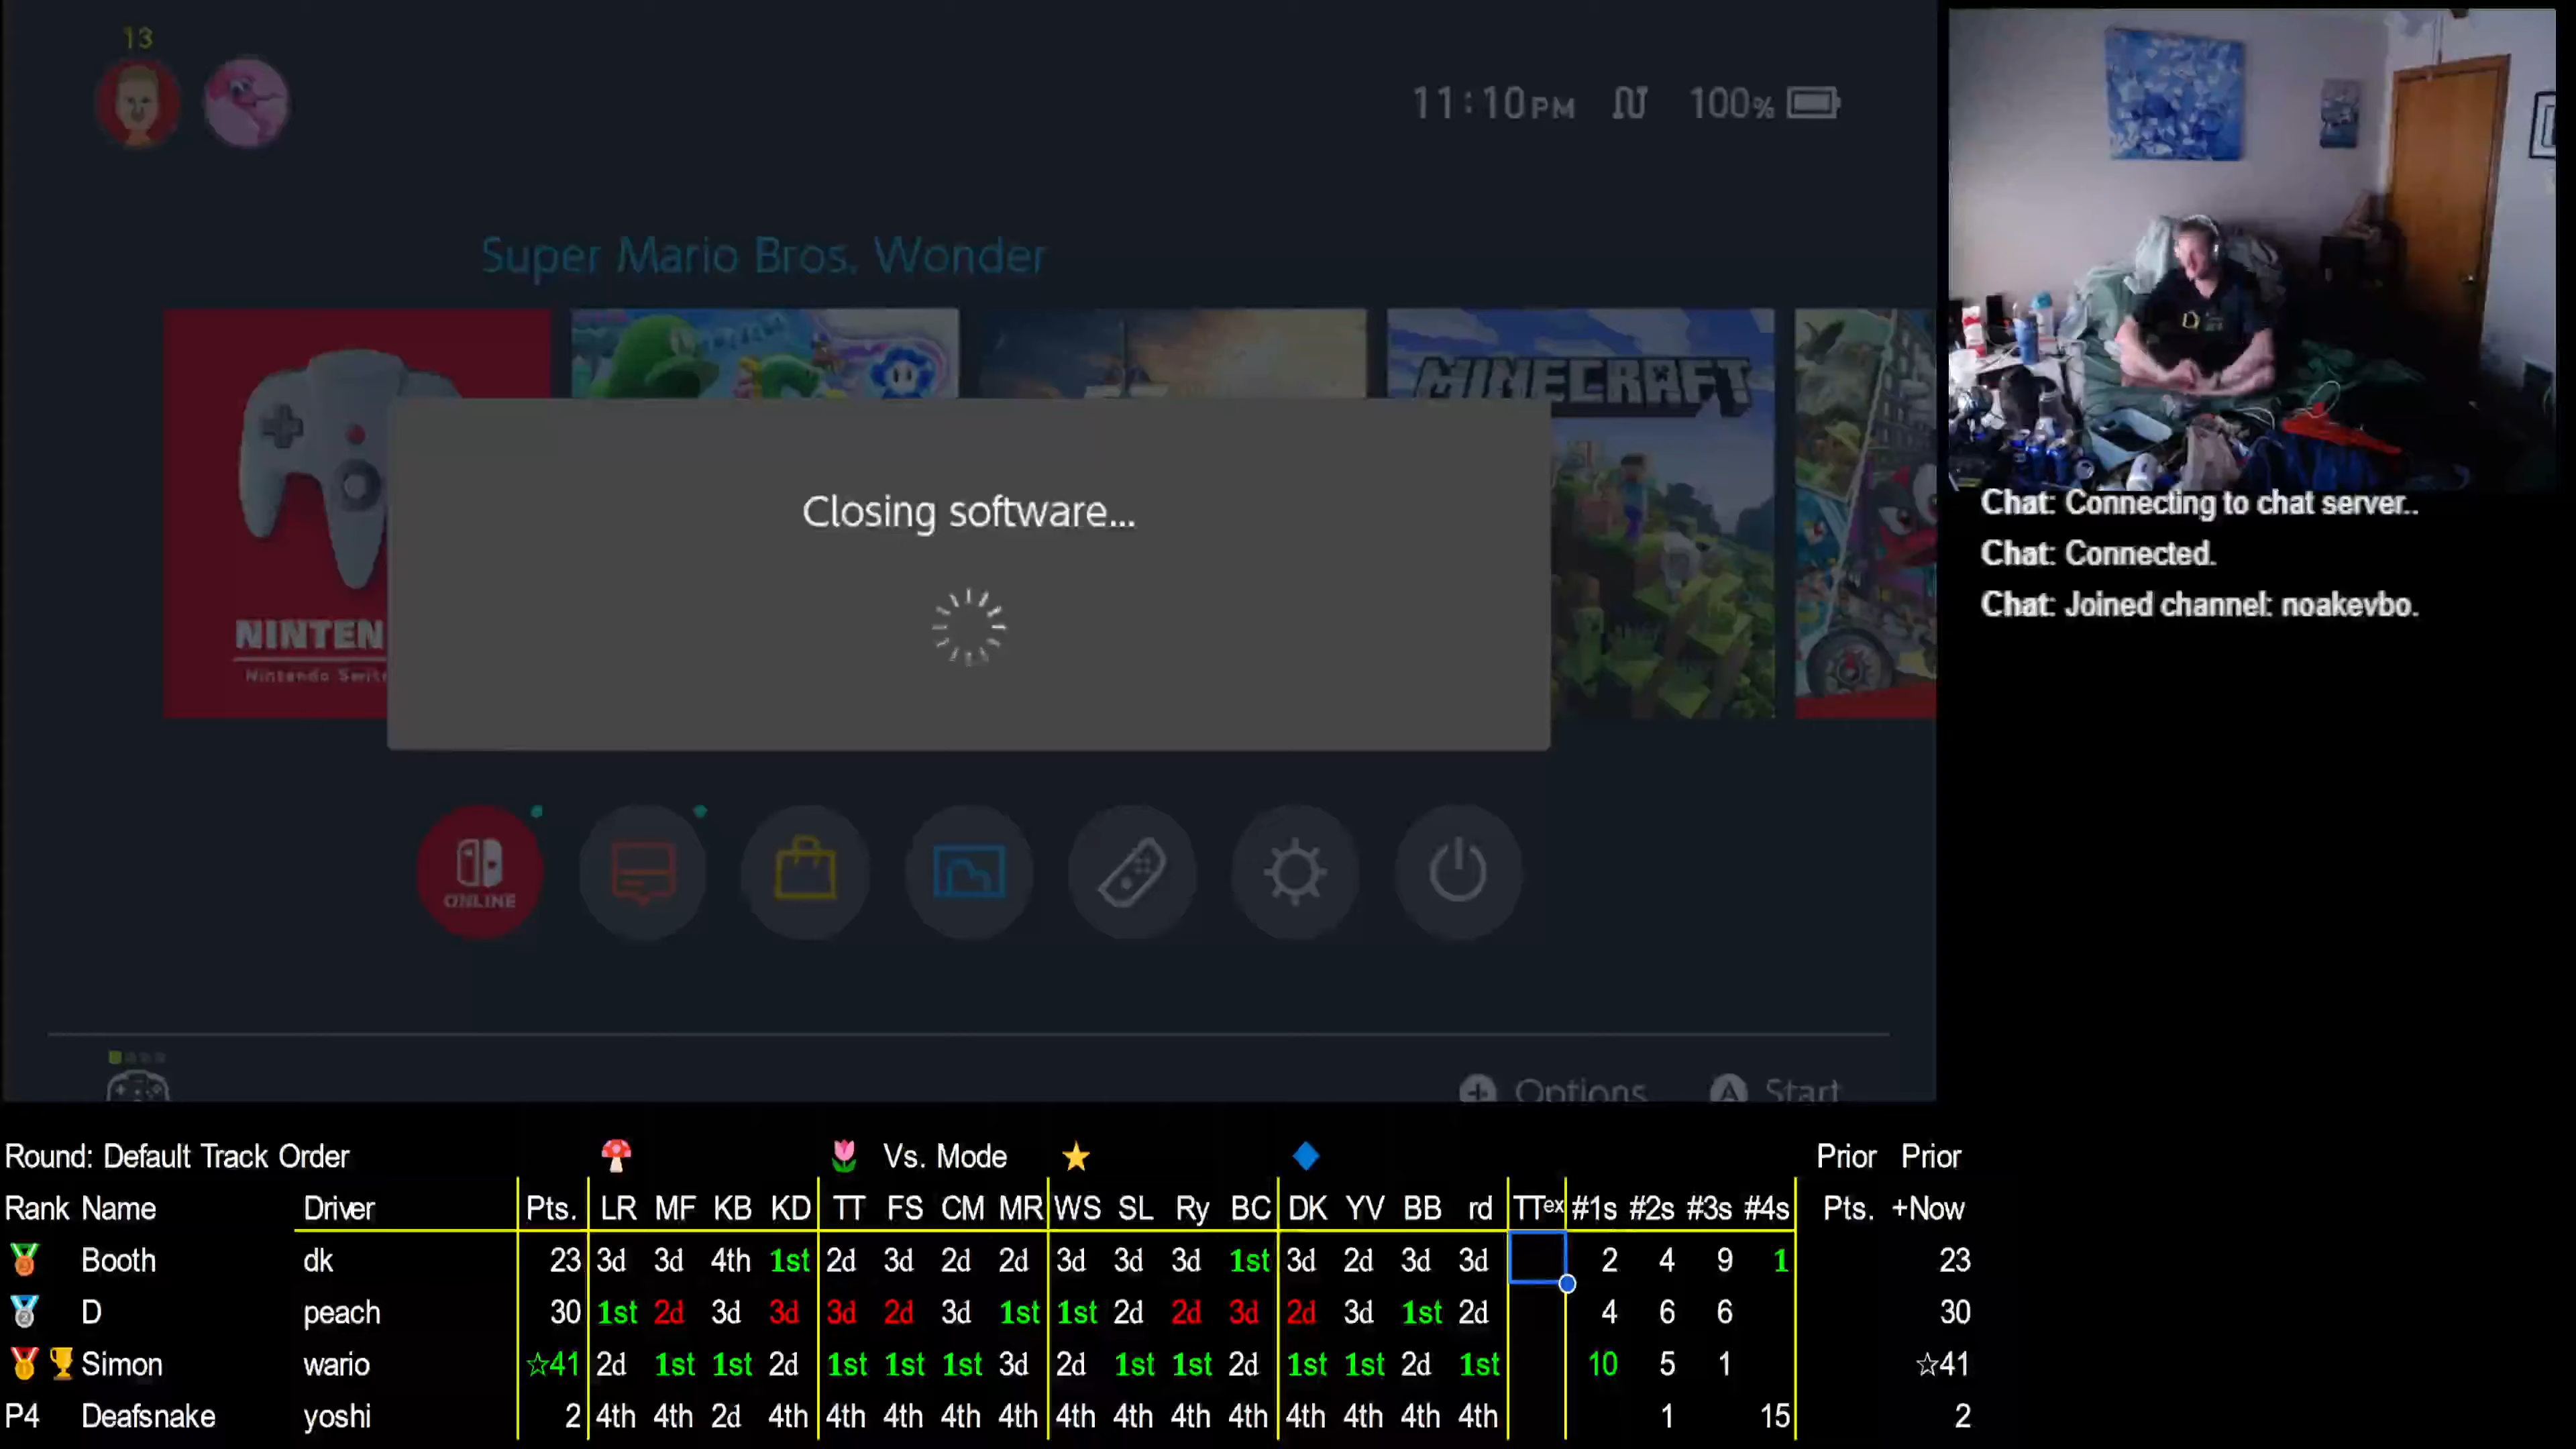 13
11:10 PM 100%
Super Mario Bros. Wonder
MINECRAFT
Closing software...
NINTEN
Nintendo Swit
ONLINE
Options Start
Chat: Connecting to chat server..
Chat: Connected.
Chat: Joined channel: noakevbo.
Round: Default Track Order Vs. Mode Prior Prior
Rank Name Driver Pts. LR MF KB KD TT FS CM MR WS SL Ry BC DK YV BB rd TTex #1s #2s #3s #4s Pts. +Now
Booth dk 23 3d 3d 4th 1st 2d 3d 2d 2d 3d 3d 3d 1st 3d 2d 3d 3d 2 4 9 1 23
D peach 30 1st 2d 3d 3d 3d 2d 3d 1st 1st 2d 2d 3d 2d 3d 1st 2d 4 6 6 30
Simon wario ☆41 2d 1st 1st 2d 1st 1st 1st 3d 2d 1st 1st 2d 1st 1st 2d 1st 10 5 1 ☆41
P4 Deafsnake yoshi 2 4th 4th 2d 4th 4th 4th 4th 4th 4th 4th 4th 4th 4th 4th 4th 4th 1 15 2